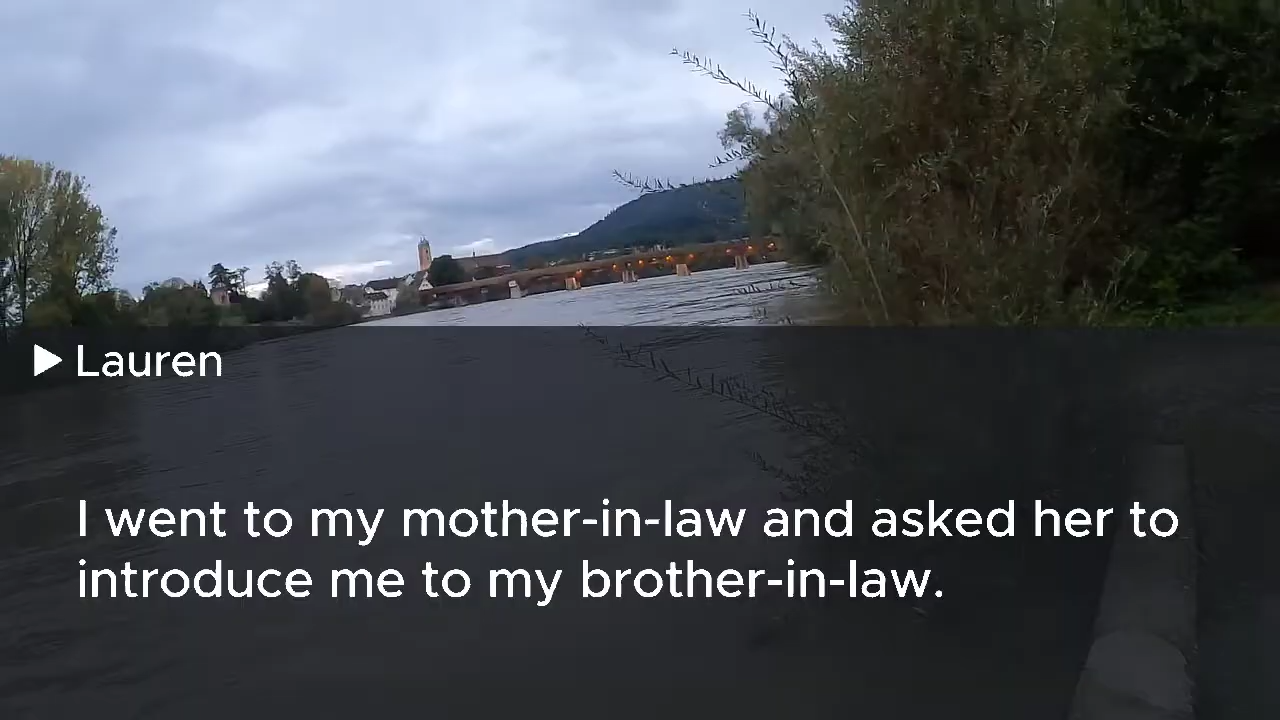 Lauren
I went to my mother-in-law and asked her to
introduce me to my brother-in-law.